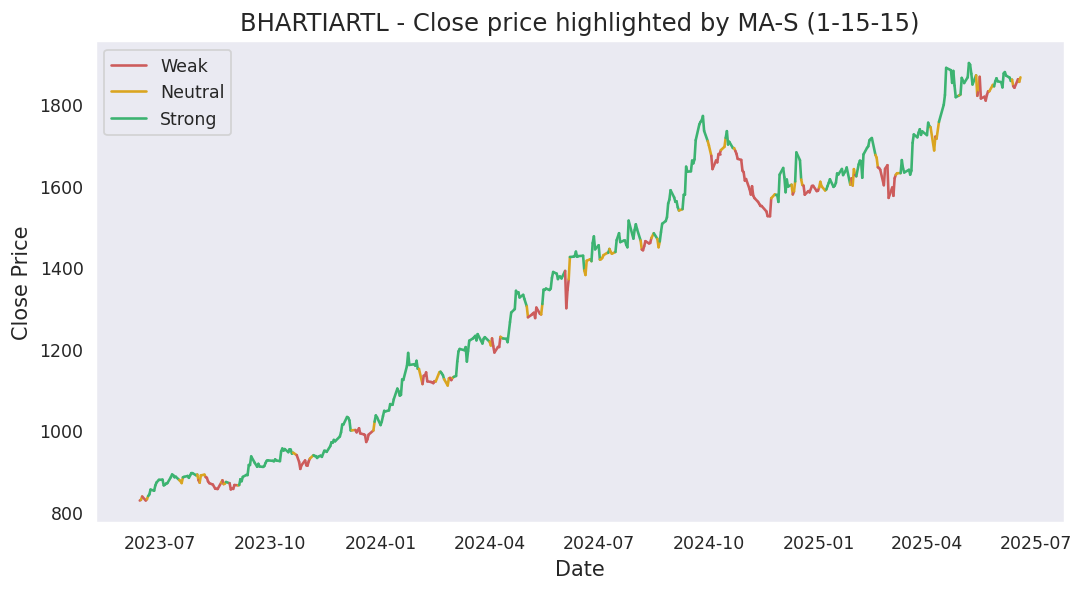 BHARTIARTL - Close price highlighted by MA-S (1-15-15)
Weak
Neutral
Strong
Close Price
1800
1600
1400
1200
1000
800
2023-07 2023-10 2024-01 2024-04 2024-07 2024-10 2025-01 2025-04 2025-07
Date